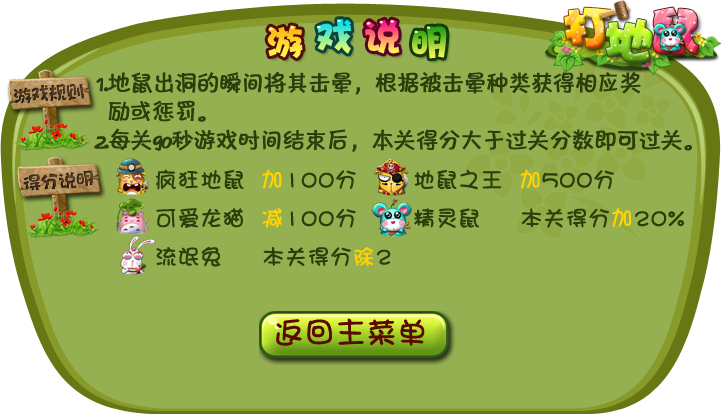 游戏说明
打地鼠
游戏规则
1.地鼠出洞的瞬间将其击晕，根据被击晕种类获得相应奖
励或惩罚。
2.每关90秒游戏时间结束后，本关得分大于过关分数即可过关。
得分说明
疯狂地鼠 加100分 地鼠之王 加500分
可爱龙猫 减100分 精灵鼠 本关得分加20%
流氓兔 本关得分除2
返回主菜单